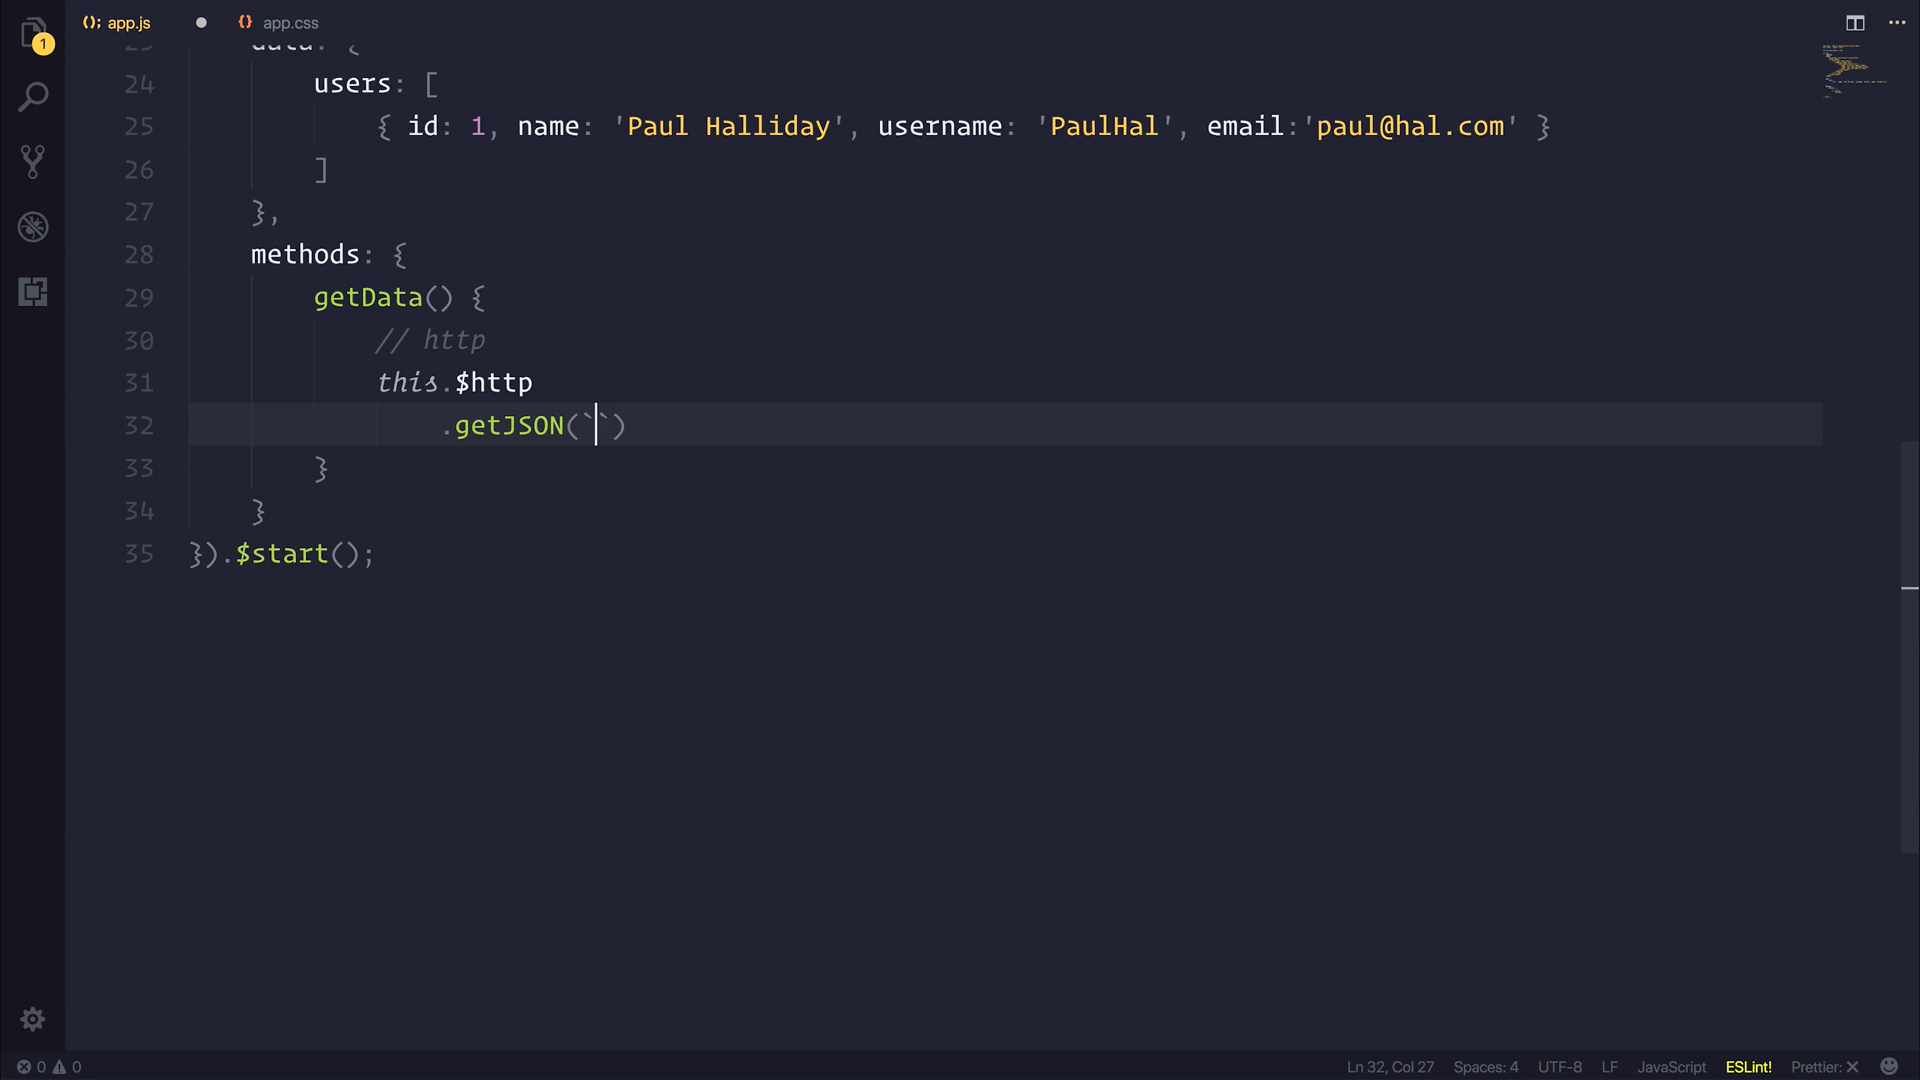 app.js
app.css
1
24 users: [
25 { id: 1, name: 'Paul Halliday', username: 'PaulHal', email:'paul@hal.com' }
26 ]
27 },
28 methods: {
29 getData() {
30 // http
31 this.$http
32 .getJSON(``)
33 }
34 }
35 }).$start();
0 0
Ln 32, Col 27 Spaces: 4 UTF-8 LF JavaScript ESLint! Prettier: ✕